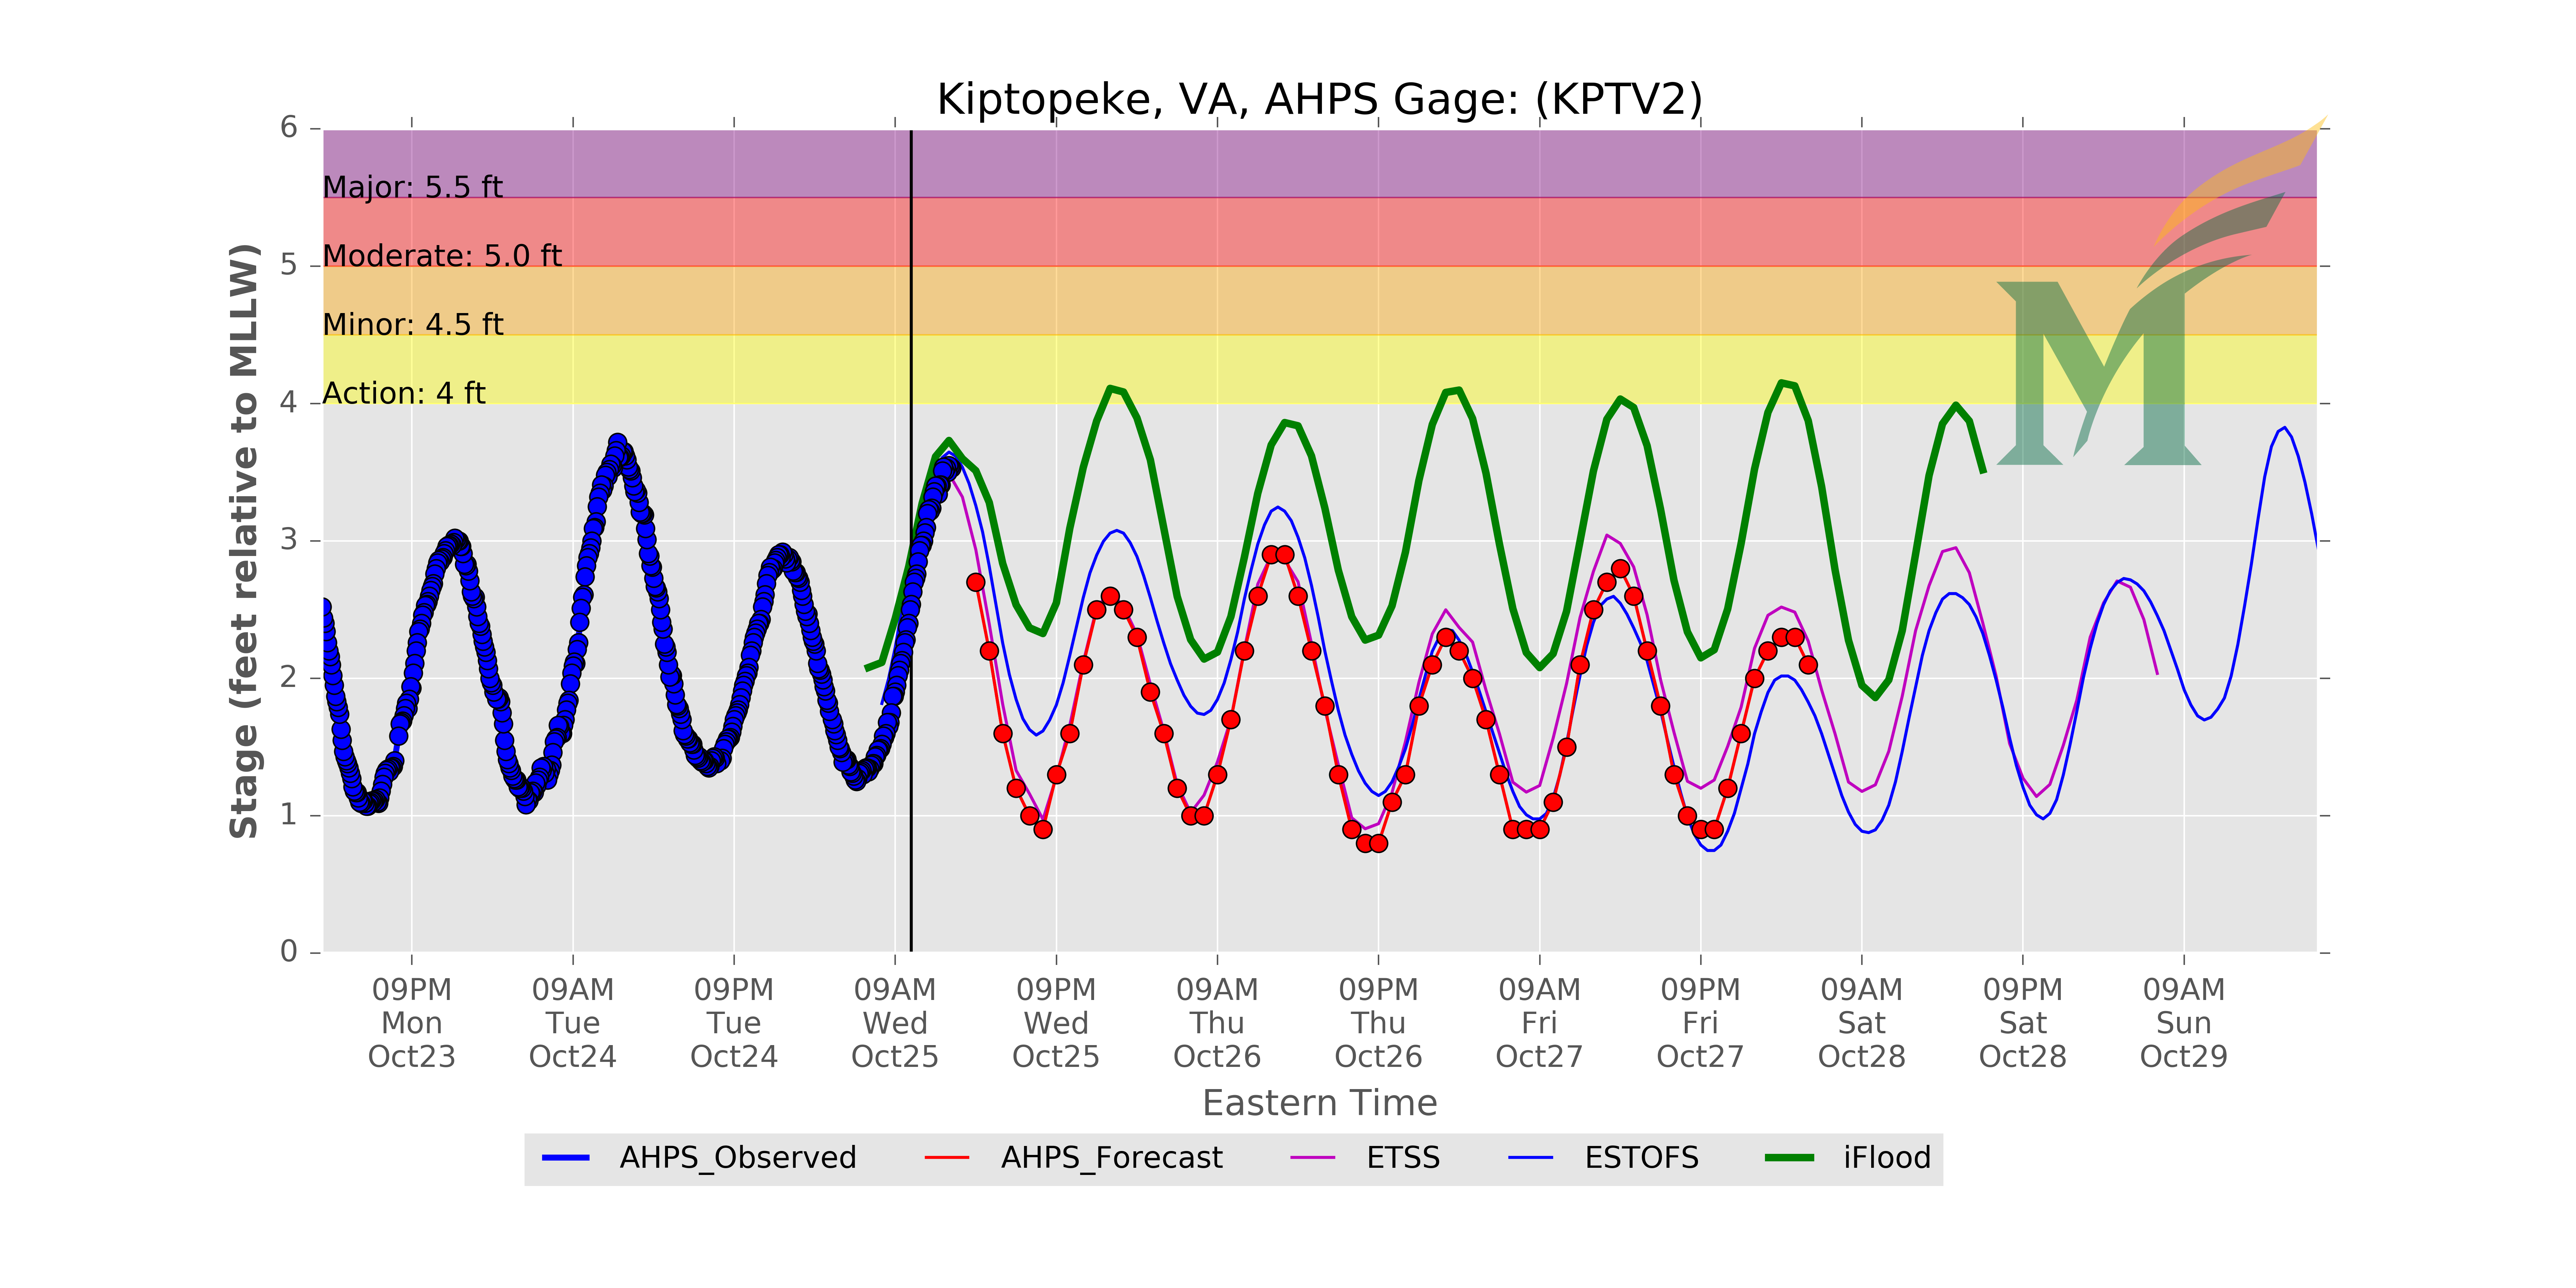 Kiptopeke, VA, AHPS Gage: (KPTV2)
Stage (feet relative to MLLW)
6
5
4
3
2
1
0
Major: 5.5 ft
Moderate: 5.0 ft
Minor: 4.5 ft
Action: 4 ft
M
09PM
Mon
Oct23
09AM
Tue
Oct24
09PM
Tue
Oct24
09AM
Wed
Oct25
09PM
Wed
Oct25
09AM
Thu
Oct26
09PM
Thu
Oct26
09AM
Fri
Oct27
09PM
Fri
Oct27
09AM
Sat
Oct28
09PM
Sat
Oct28
09AM
Sun
Oct29
Eastern Time
AHPS_Observed
AHPS_Forecast
ETSS
ESTOFS
iFlood